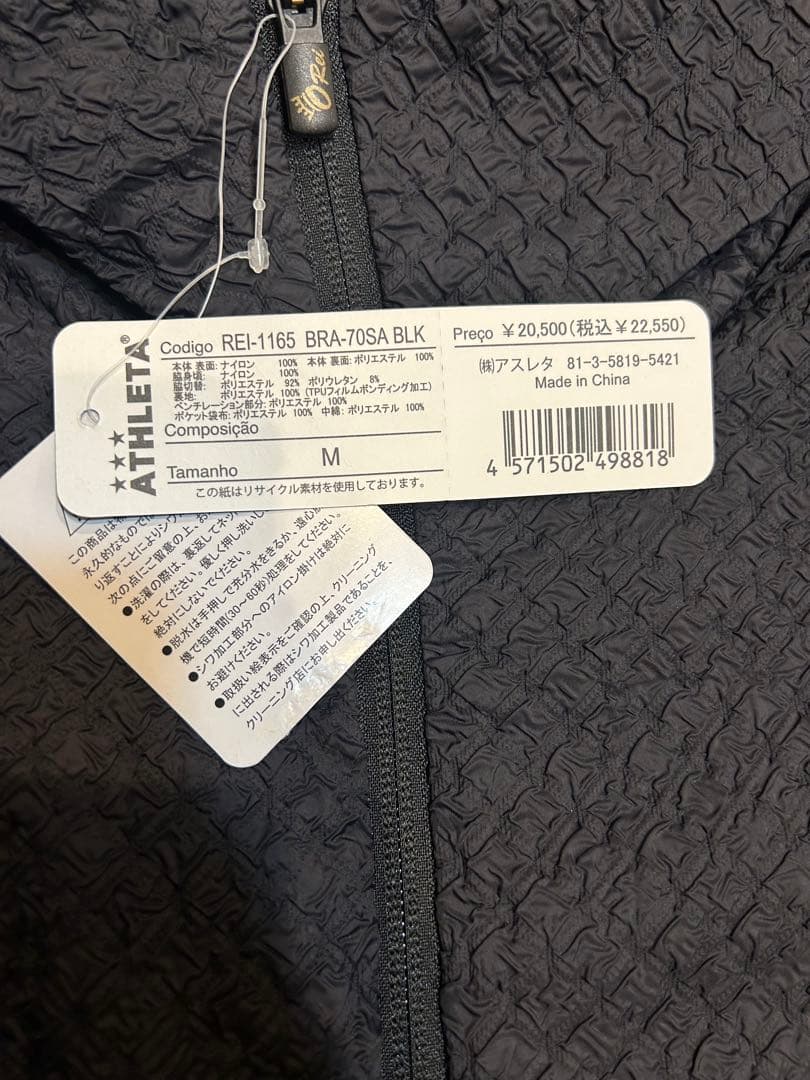 O Rei
ATHLETA®
Codigo REI-1165 BRA-70SA BLK
本体 表面: ナイロン 100% 本体 裏面: ポリエステル 100%
脇身頃: ナイロン 100%
脇切替: ポリエステル 92% ポリウレタン 8%
裏地: ポリエステル 100% (TPUフィルムボンディング加工)
ベンチレーション部分: ポリエステル 100%
ポケット袋布: ポリエステル 100% 中綿: ポリエステル 100%
Composição
Tamanho M
この紙はリサイクル素材を使用しております。
Preço ¥20,500(税込¥22,550)
(株)アスレタ 81-3-5819-5421
Made in China
4 571502 498818
この商品は
永久的なもので
り返すことによりシワ
次の点にご留意の上、お
●洗濯の際は、裏返してネッ
をしてください。優しく押し洗いし
絶対にしないでください。
●脱水は手押しで充分水をきるか、遠心
機で短時間(30〜60秒)処理をしてください。
●シワ加工部分へのアイロン掛けは絶対に
お避けください。
●取扱い絵表示をご確認の上、クリーニング
に出される際はシワ加工製品であることを、
クリーニング店にお申し出ください。